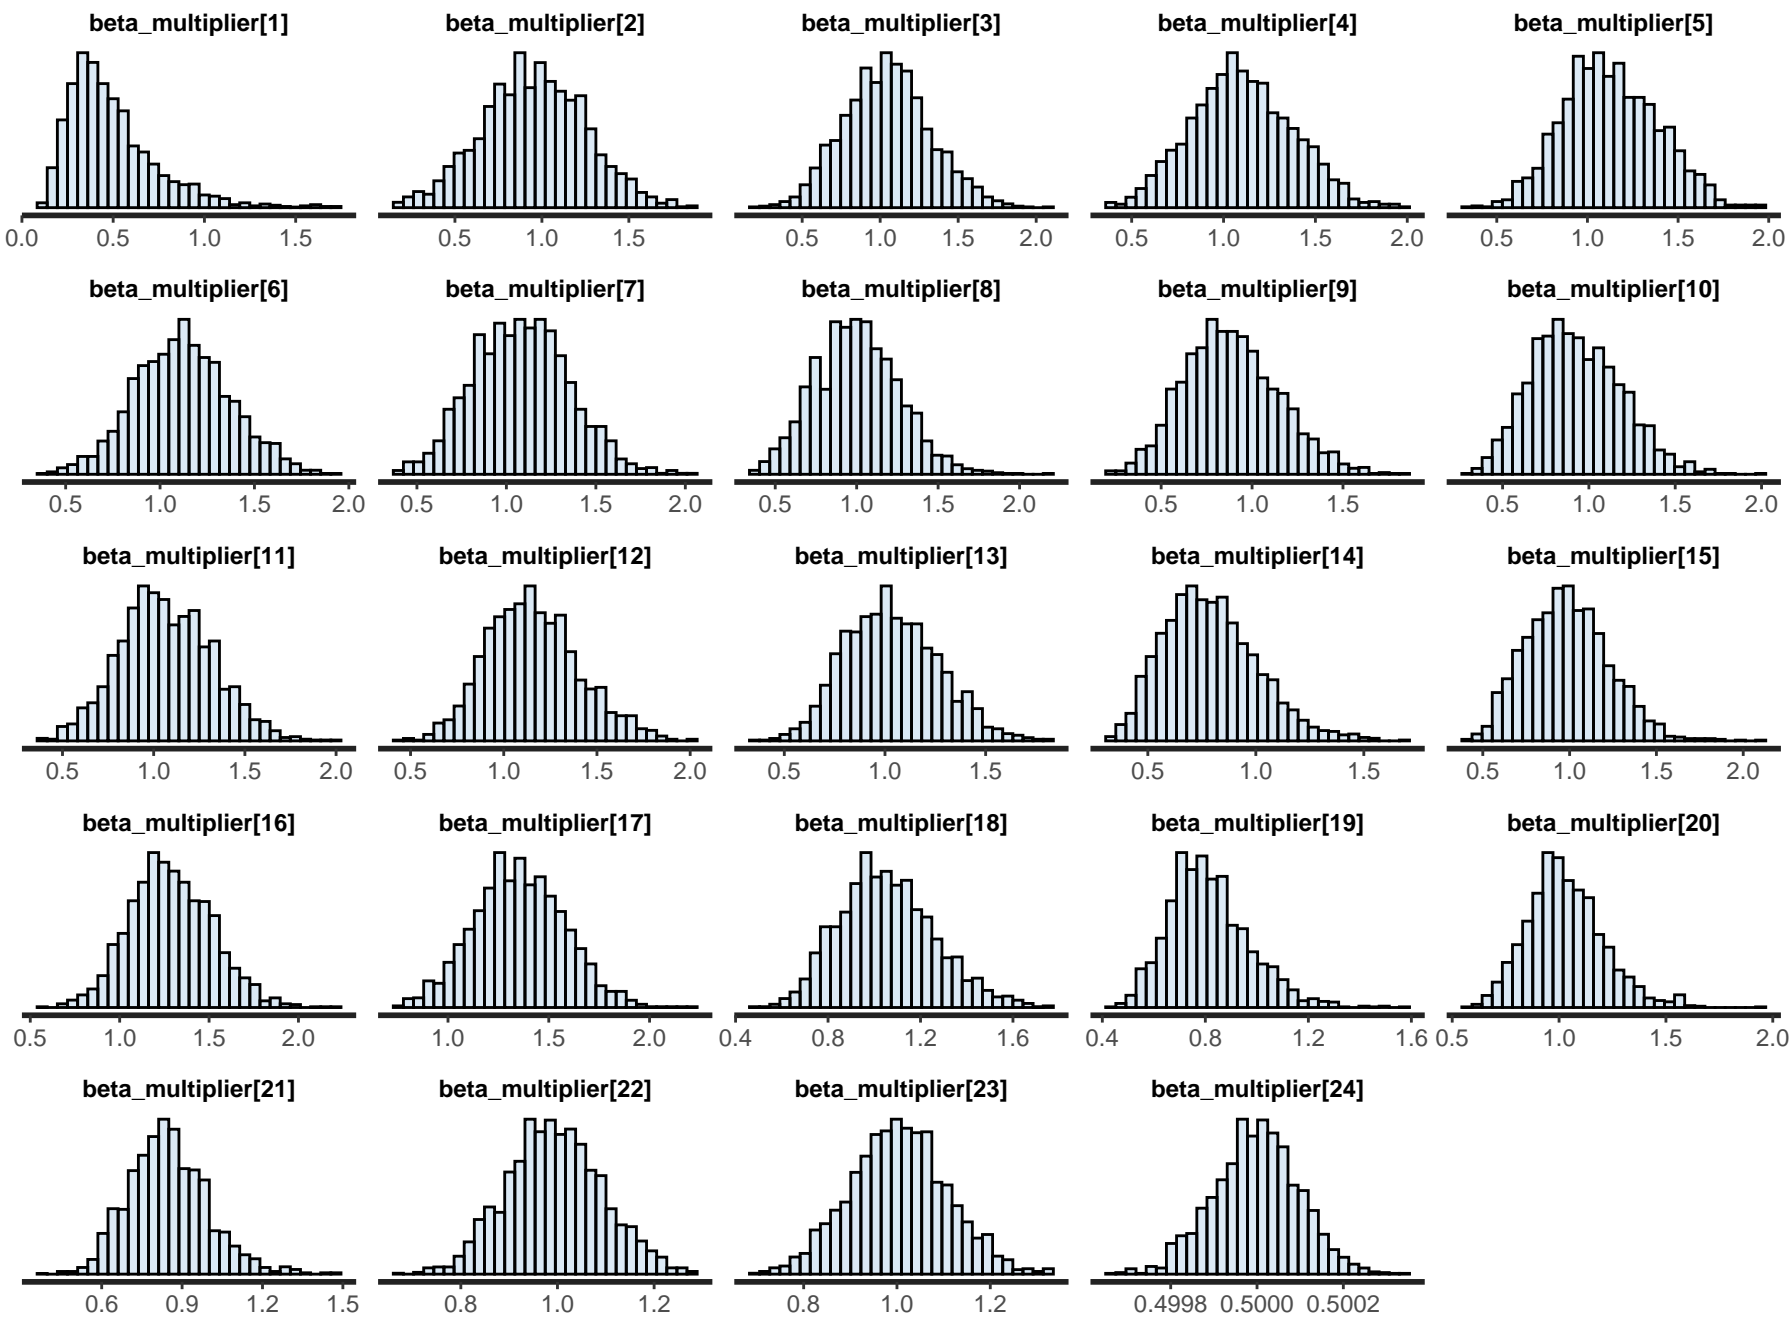 beta_multiplier[1] beta_multiplier[2] beta_multiplier[3] beta_multiplier[4] beta_multiplier[5]
0.0 0.5 1.0 1.5 0.5 1.0 1.5 0.5 1.0 1.5 2.0 0.5 1.0 1.5 2.0 0.5 1.0 1.5 2.0
beta_multiplier[6] beta_multiplier[7] beta_multiplier[8] beta_multiplier[9] beta_multiplier[10]
0.5 1.0 1.5 2.0 0.5 1.0 1.5 2.0 0.5 1.0 1.5 2.0 0.5 1.0 1.5 0.5 1.0 1.5 2.0
beta_multiplier[11] beta_multiplier[12] beta_multiplier[13] beta_multiplier[14] beta_multiplier[15]
0.5 1.0 1.5 2.0 0.5 1.0 1.5 2.0 0.5 1.0 1.5 0.5 1.0 1.5 0.5 1.0 1.5 2.0
beta_multiplier[16] beta_multiplier[17] beta_multiplier[18] beta_multiplier[19] beta_multiplier[20]
0.5 1.0 1.5 2.0 1.0 1.5 2.0 0.4 0.8 1.2 1.6 0.4 0.8 1.2 1.6 0.5 1.0 1.5 2.0
beta_multiplier[21] beta_multiplier[22] beta_multiplier[23] beta_multiplier[24]
0.6 0.9 1.2 1.5 0.8 1.0 1.2 0.8 1.0 1.2 0.4998 0.5000 0.5002